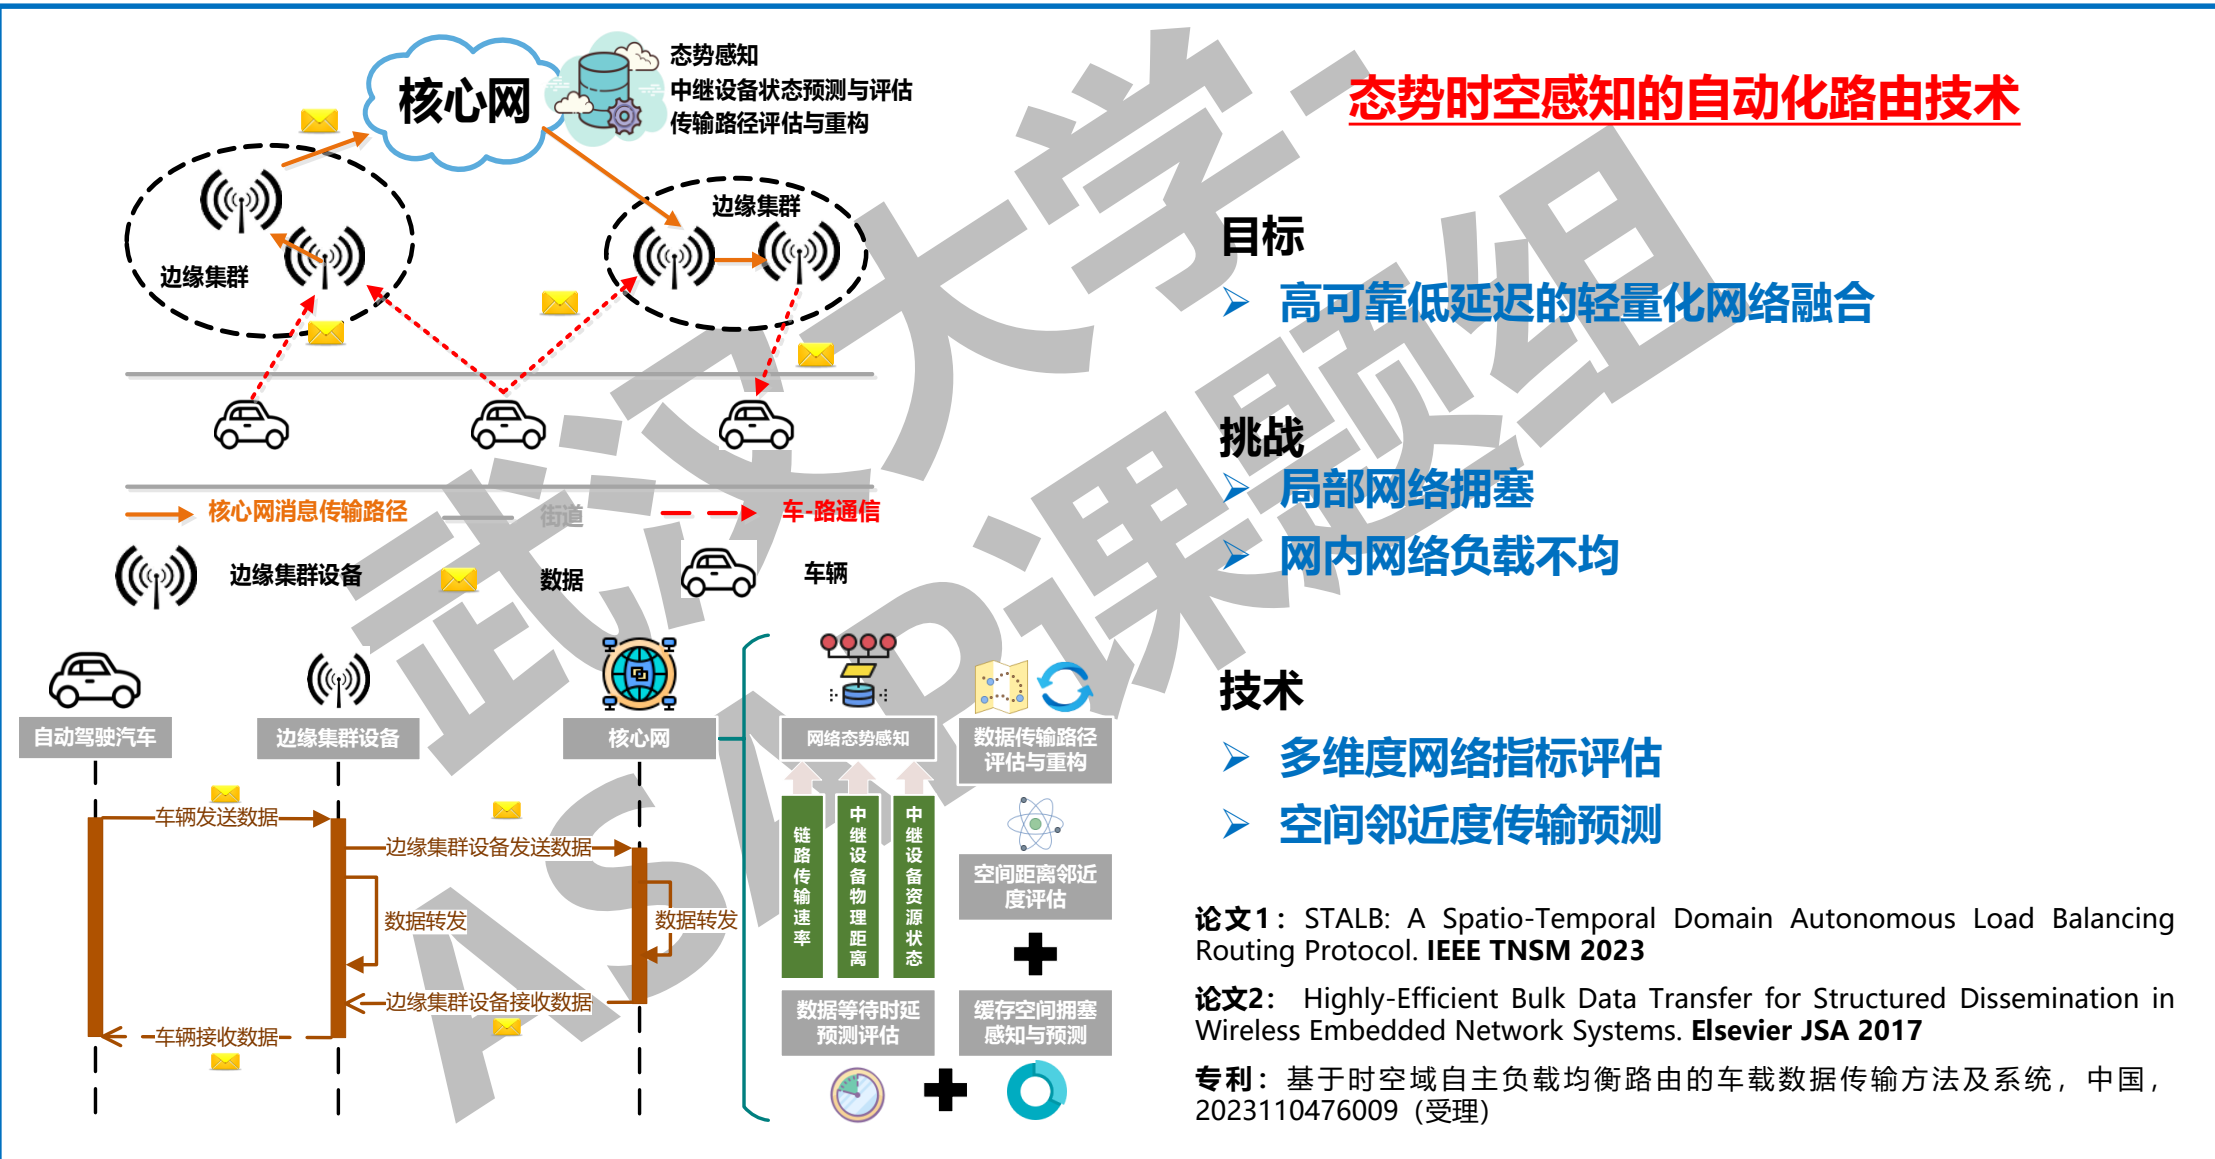 核心网
态势感知
中继设备状态预测与评估
传输路径评估与重构
边缘集群
边缘集群
核心网消息传输路径
街道
车-路通信
边缘集群设备
数据
车辆
自动驾驶汽车
边缘集群设备
核心网
网络态势感知
数据传输路径
评估与重构
车辆发送数据
边缘集群设备发送数据
数据转发
数据转发
边缘集群设备接收数据
车辆接收数据
链路传输速率
中继设备物理距离
中继设备资源状态
空间距离邻近
度评估
数据等待时延
预测评估
缓存空间拥塞
感知与预测
态势时空感知的自动化路由技术
目标
高可靠低延迟的轻量化网络融合
挑战
局部网络拥塞
网内网络负载不均
技术
多维度网络指标评估
空间邻近度传输预测
论文1：STALB: A Spatio-Temporal Domain Autonomous Load Balancing
Routing Protocol. IEEE TNSM 2023
论文2： Highly-Efficient Bulk Data Transfer for Structured Dissemination in
Wireless Embedded Network Systems. Elsevier JSA 2017
专利：基于时空域自主负载均衡路由的车载数据传输方法及系统，中国，
2023110476009（受理）
武汉大学-
ASAP课题组